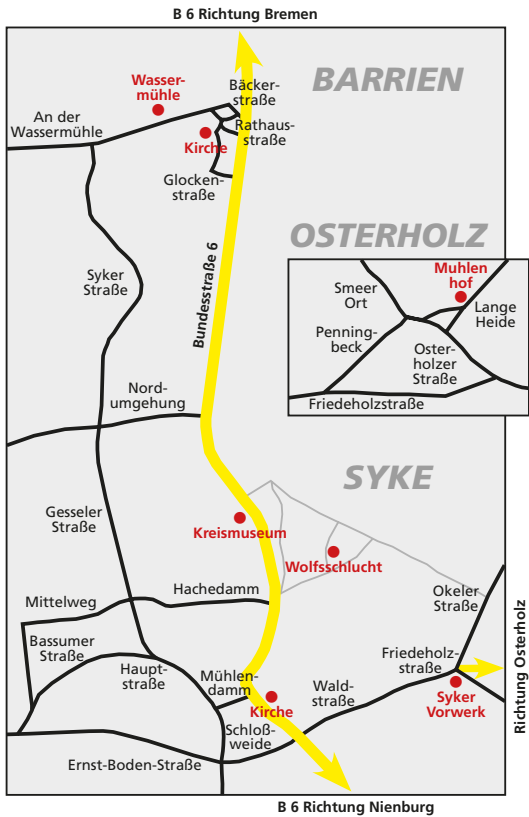 B 6 Richtung Bremen
BARRIEN
Wasser-
mühle
Bäcker-
straße
An der
Wassermühle
Rathaus-
straße
Kirche
Glocken-
straße
OSTERHOLZ
Muhlen
hof
Smeer
Ort
Lange
Heide
Penning-
beck
Oster-
holzer
Straße
Friedeholzstraße
Syker
Straße
Bundesstraße 6
Nord-
umgehung
SYKE
Gesseler
Straße
Kreismuseum
Wolfsschlucht
Hachedamm
Mittelweg
Okeler
Straße
Bassumer
Straße
Haupt-
straße
Mühlen-
damm
Friedeholz-
straße
Wald-
straße
Kirche
Syker
Vorwerk
Schloß-
weide
Ernst-Boden-Straße
Richtung Osterholz
B 6 Richtung Nienburg